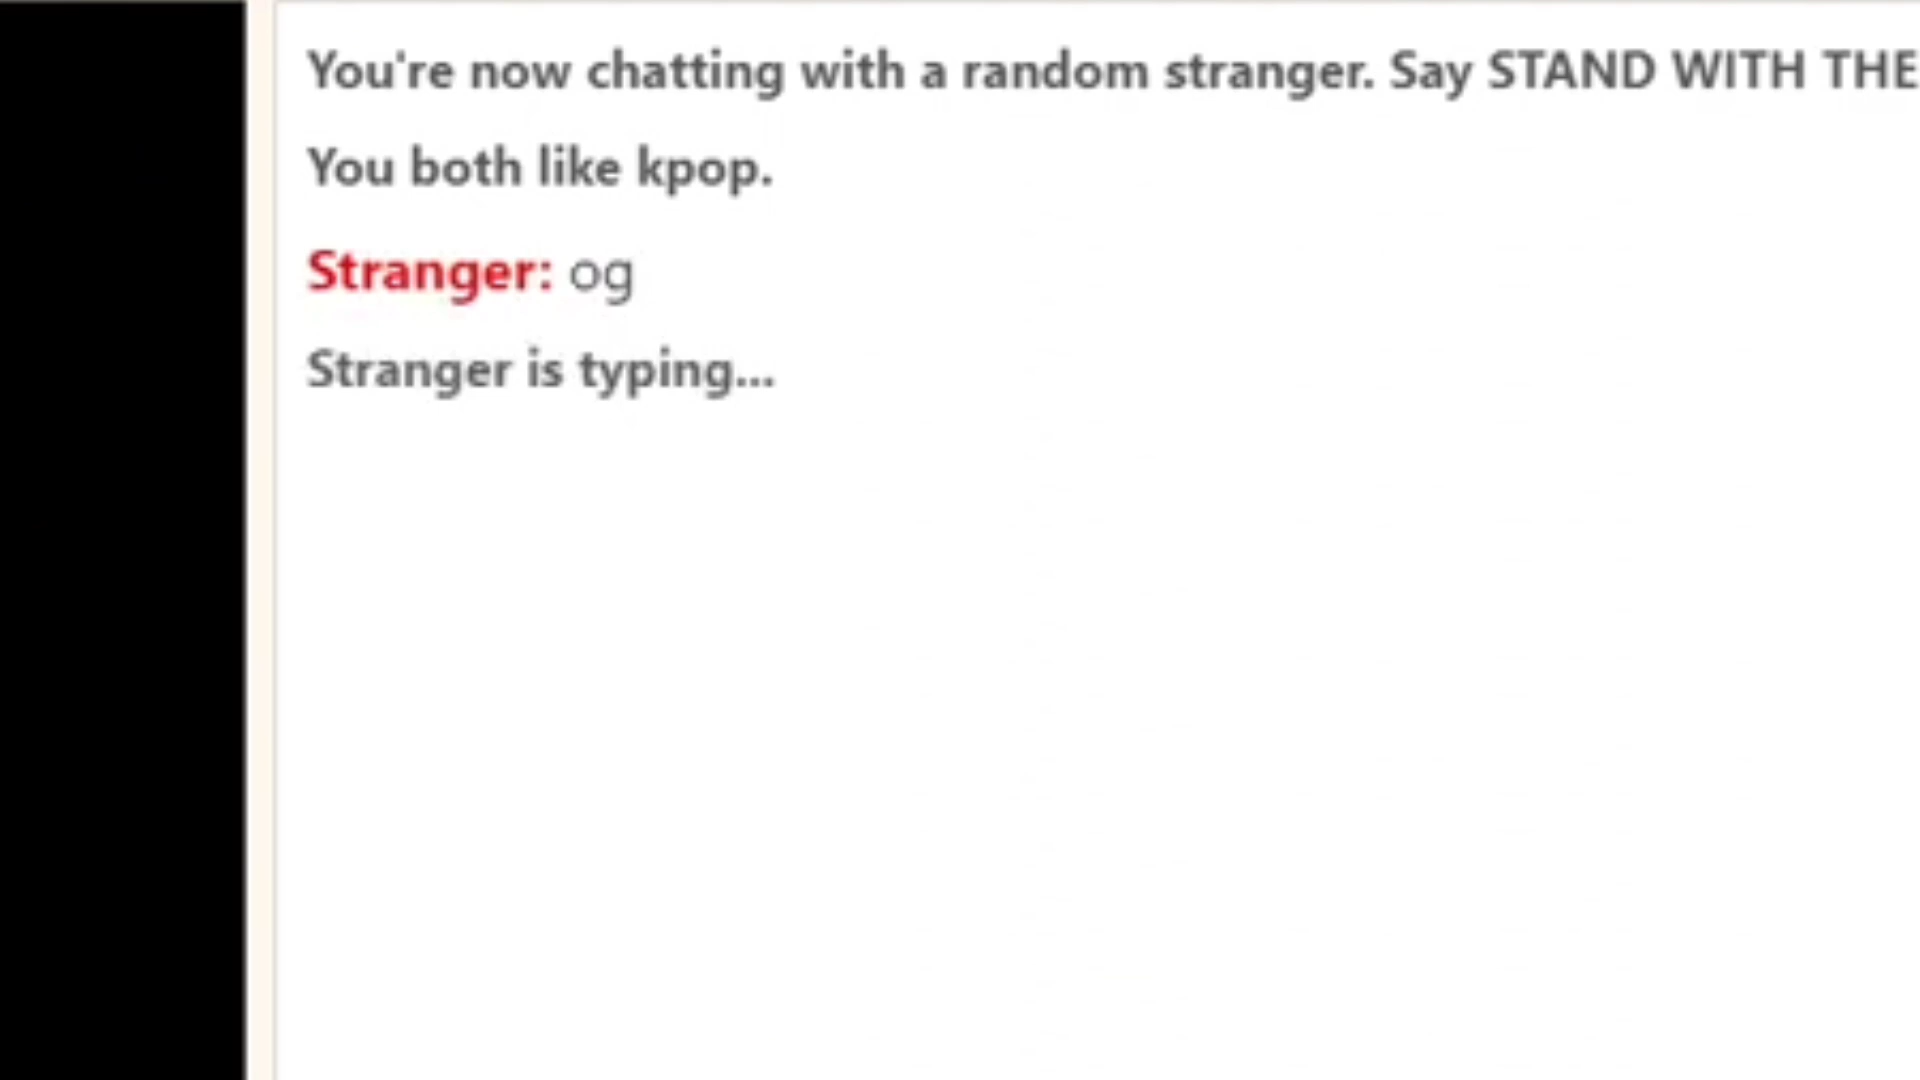 You're now chatting with a random stranger. Say STAND WITH THE
You both like kpop.
Stranger: og
Stranger is typing...